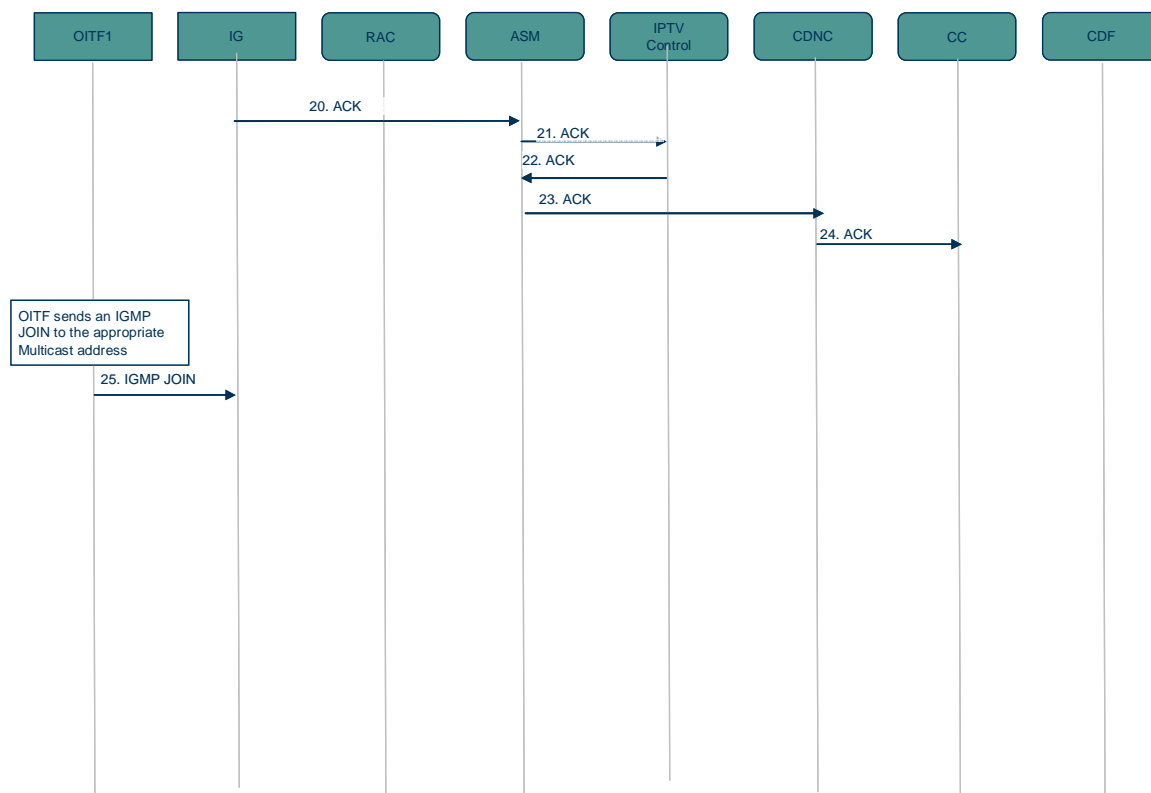 OITF1
IG
RAC
ASM
IPTV
Control
CDNC
CC
CDF
20. ACK
21. ACK
22. ACK
23. ACK
24. ACK
OITF sends an IGMP
JOIN to the appropriate
Multicast address
25. IGMP JOIN